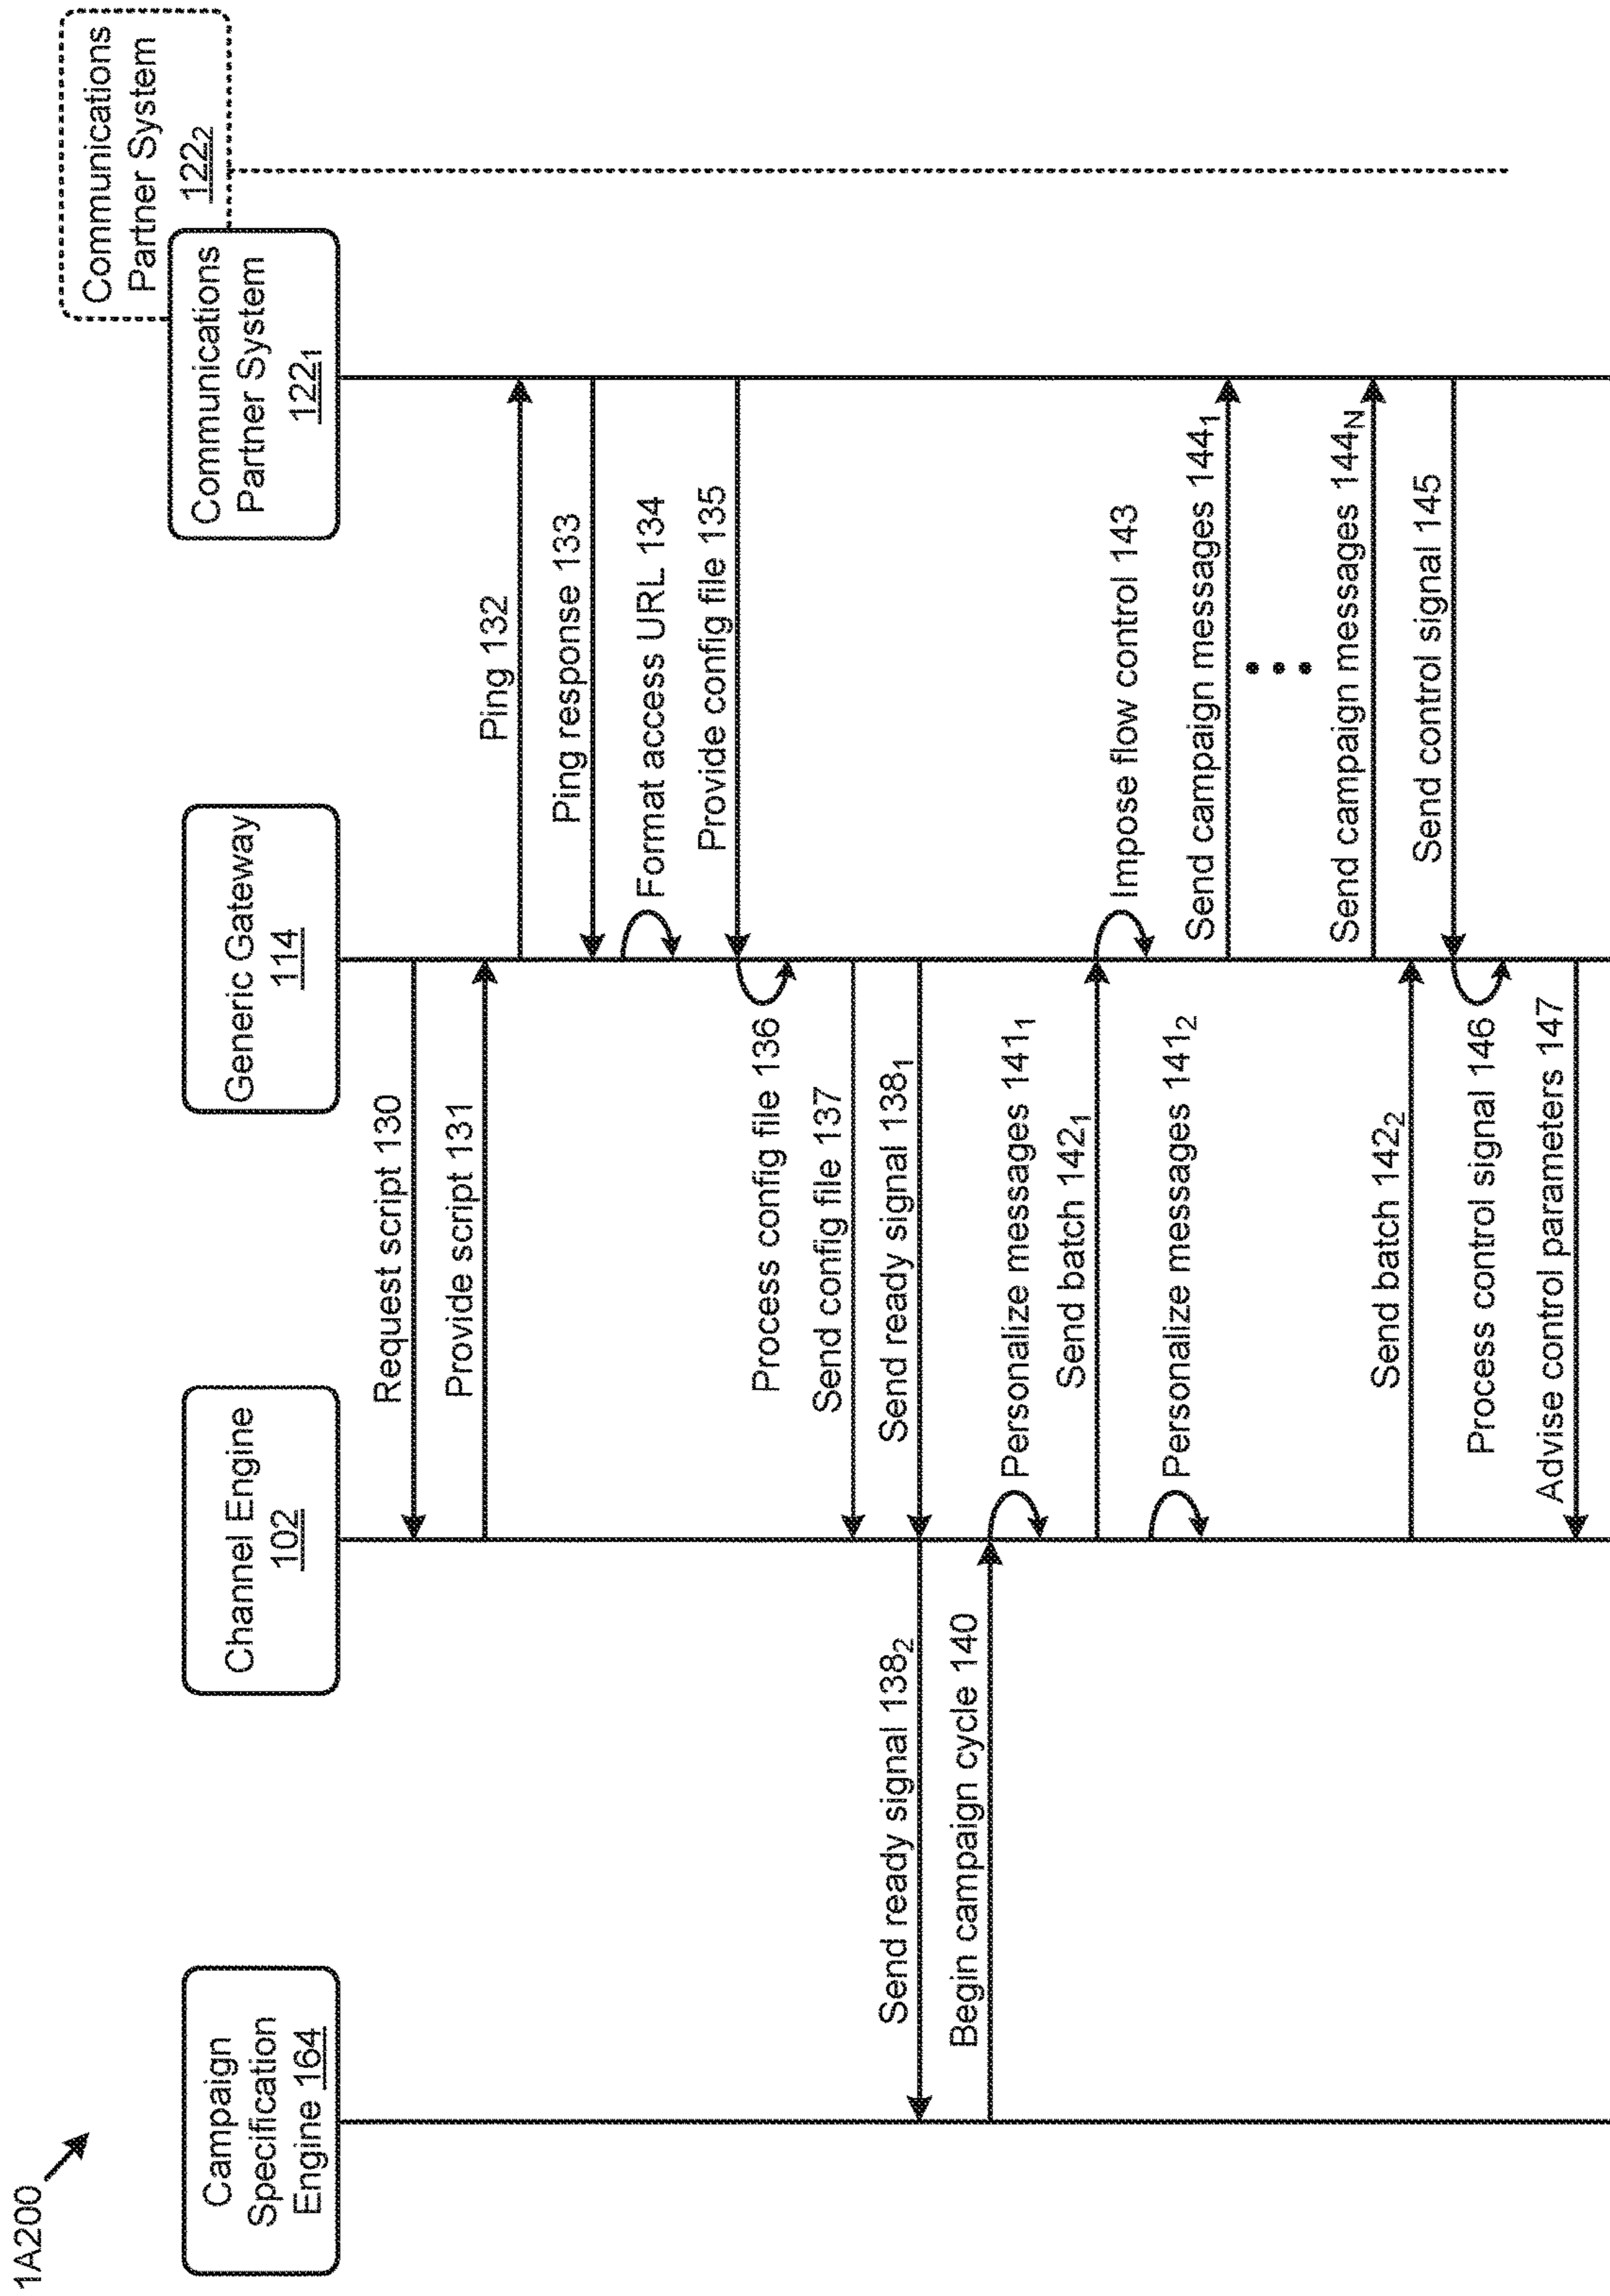 1A200
Campaign
Specification
Engine 164
Channel Engine
102
Generic Gateway
114
Communications
Partner System
122₁
Communications
Partner System
122₂
Request script 130
Provide script 131
Ping 132
Ping response 133
Format access URL 134
Provide config file 135
Process config file 136
Send config file 137
Send ready signal 138₁
Send ready signal 138₂
Begin campaign cycle 140
Personalize messages 141₁
Send batch 142₁
Impose flow control 143
Personalize messages 141₂
Send campaign messages 144₁
Send campaign messages 144N
Send batch 142₂
Send control signal 145
Process control signal 146
Advise control parameters 147